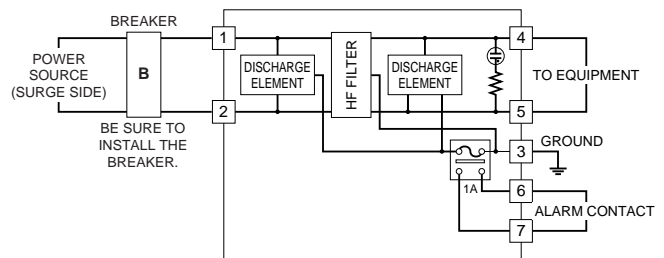 BREAKER
POWER
SOURCE
(SURGE SIDE)
B
BE SURE TO
INSTALL THE
BREAKER.
1
2
DISCHARGE
ELEMENT
HF FILTER
DISCHARGE
ELEMENT
4
TO EQUIPMENT
5
GROUND
3
1A
6
ALARM CONTACT
7